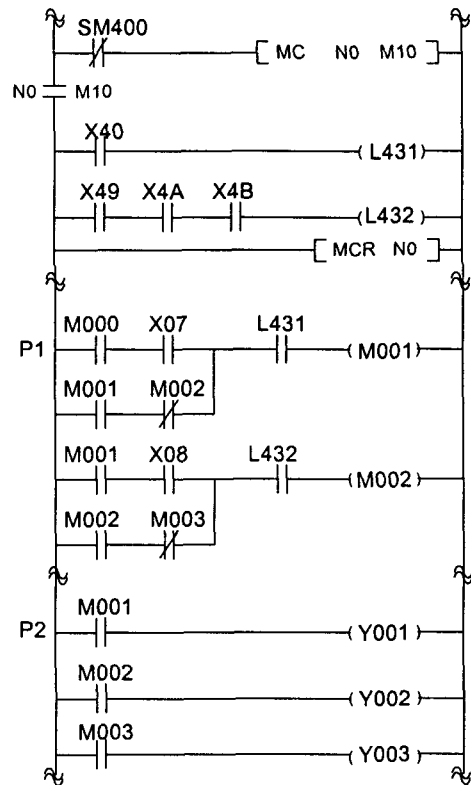 SM400
MC N0 M10
N0 M10
X40
L431
X49 X4A X4B
L432
MCR N0
M000 X07 L431
P1 M001
M001 M002
M001 X08 L432
M002
M002 M003
M001
P2 Y001
M002
Y002
M003
Y003